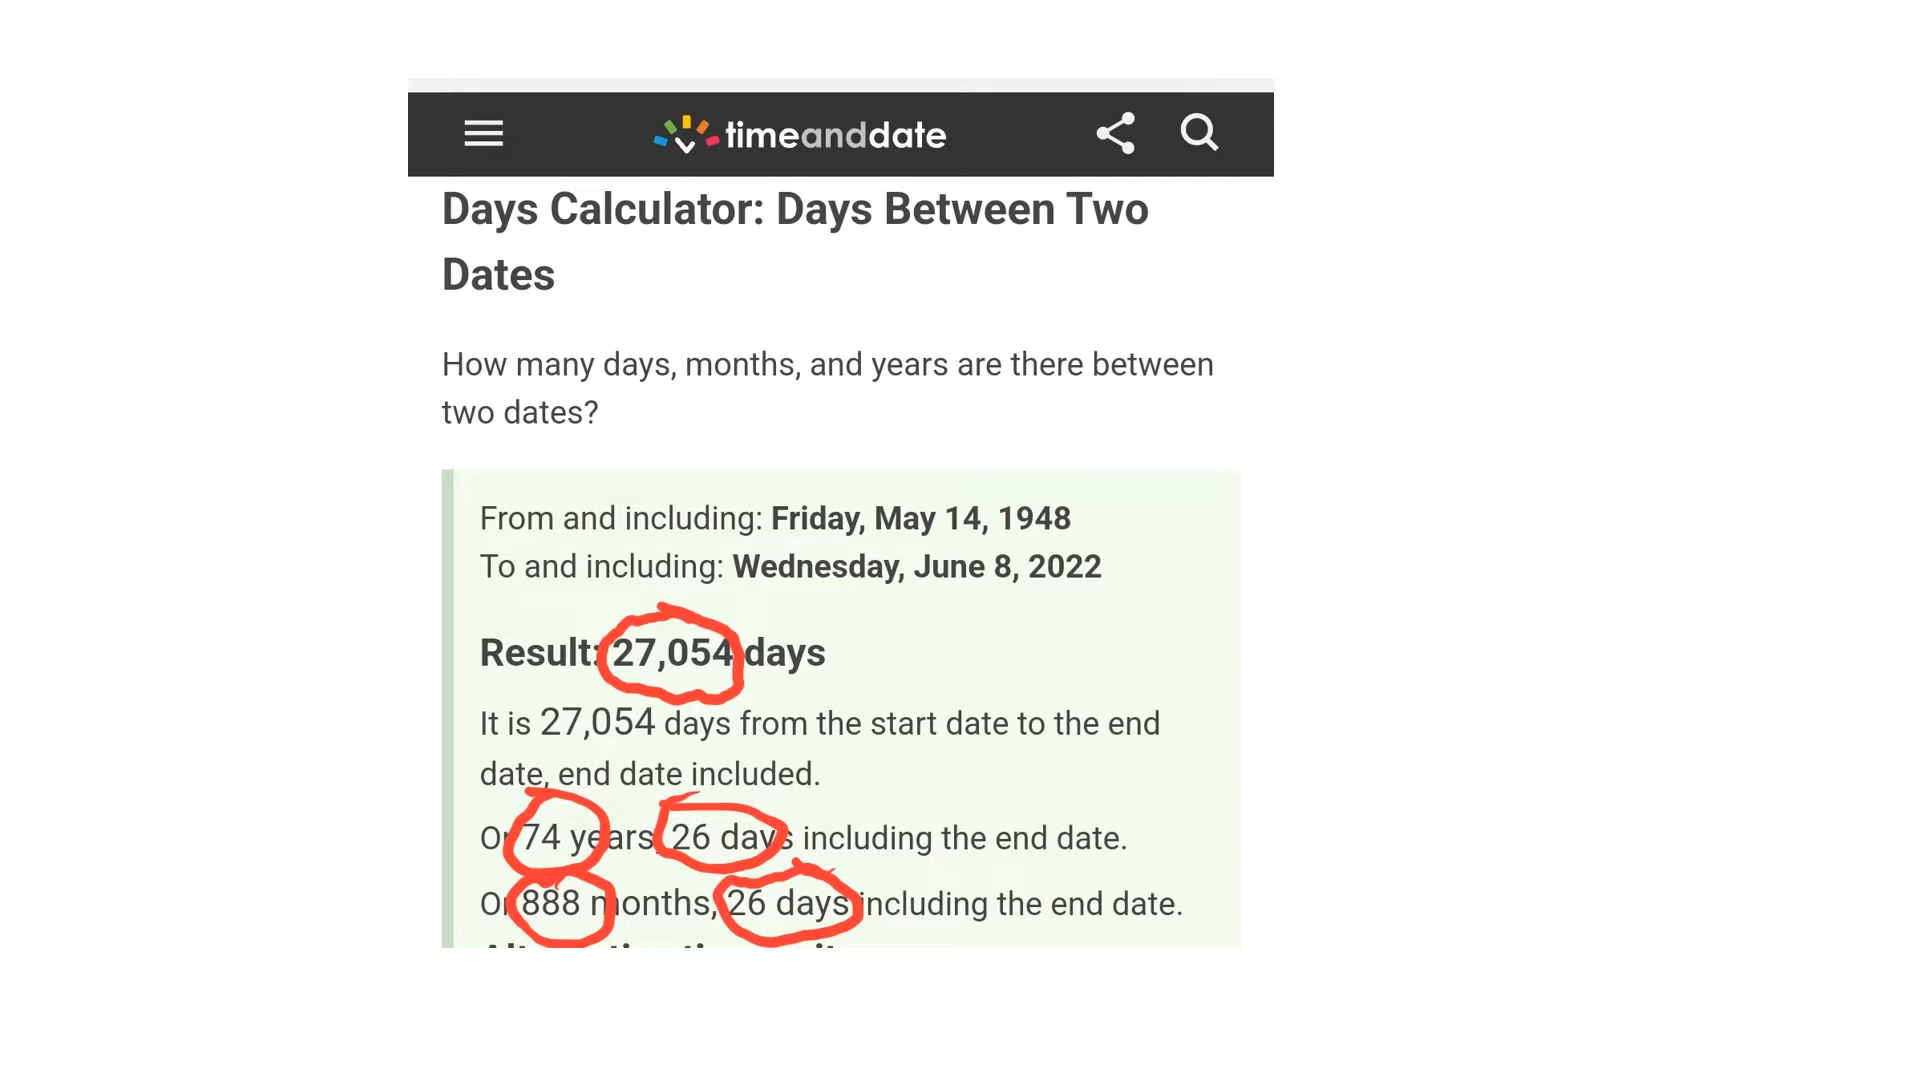 timeanddate
Days Calculator: Days Between Two
Dates
How many days, months, and years are there between
two dates?
From and including: Friday, May 14, 1948
To and including: Wednesday, June 8, 2022
Result: 27,054 days
It is 27,054 days from the start date to the end
date, end date included.
Or 74 years, 26 days including the end date.
Or 888 months, 26 days including the end date.